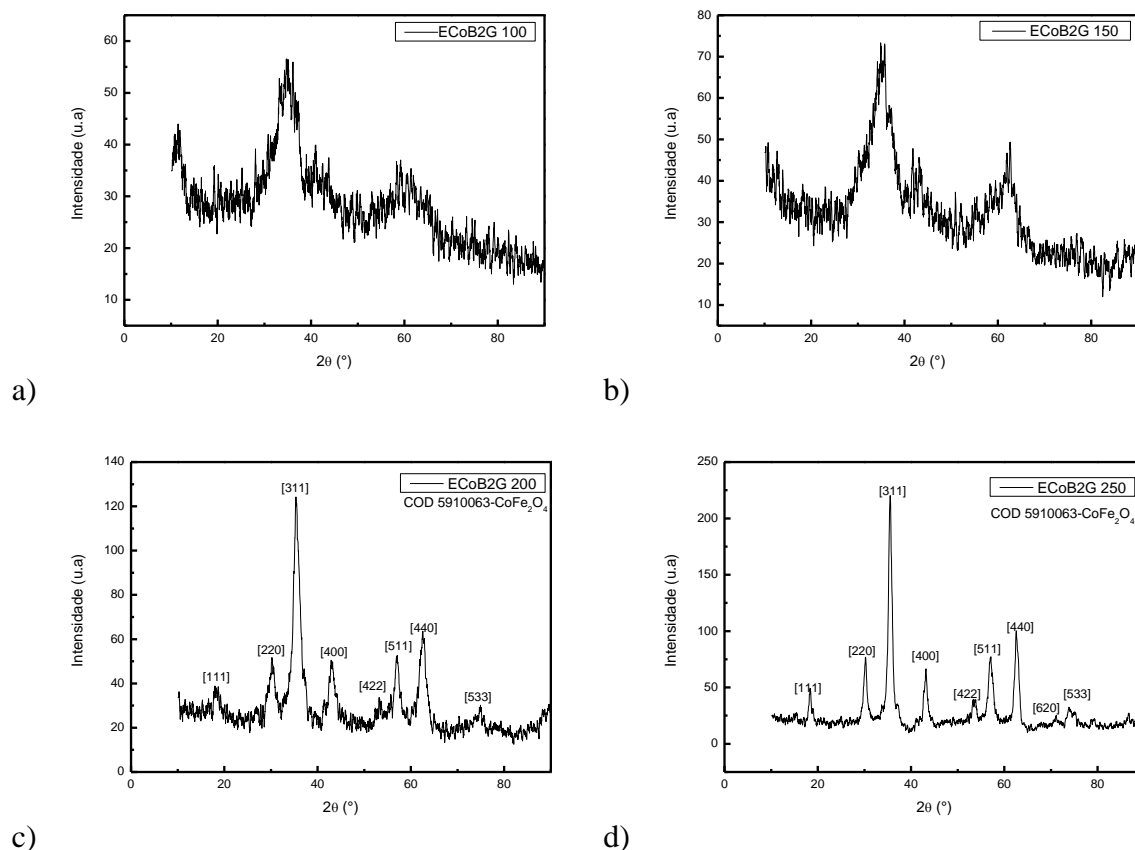 ECoB2G 100
Intensidade (u.a)
60
50
40
30
20
10
0 20 40 60 80
2θ (°)
a)
ECoB2G 150
Intensidade (u.a)
80
70
60
50
40
30
20
10
0 20 40 60 80
2θ (°)
b)
ECoB2G 200
COD 5910063-CoFe₂O₄
Intensidade (u.a)
140
120
100
80
60
40
20
0
[111]
[220]
[311]
[400]
[422]
[511]
[440]
[533]
0 20 40 60 80
2θ (°)
c)
ECoB2G 250
COD 5910063-CoFe₂O₄
Intensidade (u.a)
250
200
150
100
50
0
[111]
[220]
[311]
[400]
[422]
[511]
[440]
[620]
[533]
0 20 40 60 80
2θ (°)
d)